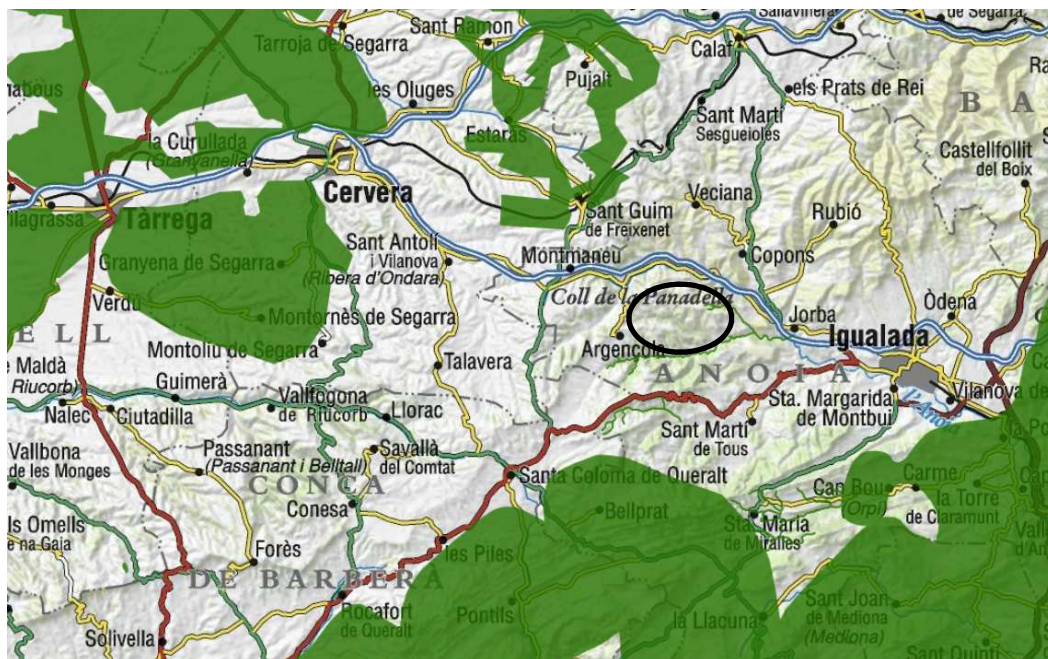 Sant Ramon
Tarroja de Segarra
Calaf
de Segarra
Pujalt
les Oluges
els Prats de Rei
Sant Martí
Sesgueioles
B A
Estaràs
la Curullada
(Granyanella)
Castellfollit
del Boix
Cervera
Veciana
Tàrrega
Sant Guim
de Freixenet
Rubió
Sant Antolí
i Vilanova
(Ribera d'Ondara)
Montmaneu
Copons
Granyena de Segarra
Coll de la Panadella
Verdú
Òdena
Montornès de Segarra
Jorba
E L L
Argençola
Igualada
Montoliu de Segarra
Talavera
Maldà
Riucorb)
A N O I A
Guimerà
Vilanova
Vallfogona
de Riucorb
Llorac
Sta. Margarida
de Montbui
Nalec
Ciutadilla
Sant Martí
de Tous
Vallbona
de les Monges
Passanant
(Passanant i Belltall)
Savallà
del Comtat
Santa Coloma de Queralt
Carme
CONCA
Can Bou
(Orpí)
la Torre
de Claramunt
Conesa
Bellprat
Sta. Maria
de Miralles
ls Omells
e na Gaia
Forès
les Piles
DE BARBERÀ
Rocafort
de Queralt
Pontils
la Llacuna
Sant Joan
de Mediona
(Mediona)
Solivella
Sant Quintí